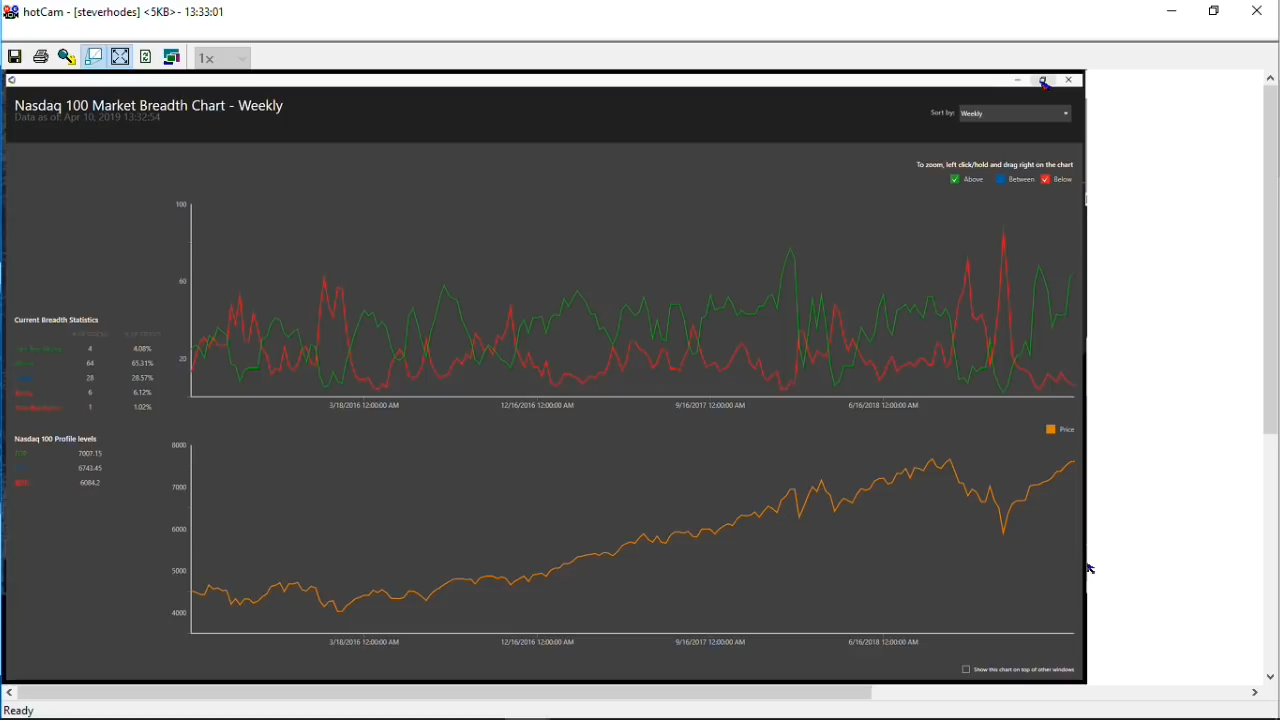 hotCam - [steverhodes] <5KB> - 13:33:01
1x
Nasdaq 100 Market Breadth Chart - Weekly
Data as of: Apr 10, 2019 13:32:54
Sort by: Weekly
To zoom, left click/hold and drag right on the chart
Above Between Below
100
60
20
3/18/2016 12:00:00 AM 12/16/2016 12:00:00 AM 9/16/2017 12:00:00 AM 6/16/2018 12:00:00 AM
Current Breadth Statistics
4 4.08%
64 65.31%
28 28.57%
6 6.12%
1 1.02%
Nasdaq 100 Profile levels
7007.15
6743.45
6084.2
Price
8000
7000
6000
5000
4000
3/18/2016 12:00:00 AM 12/16/2016 12:00:00 AM 9/16/2017 12:00:00 AM 6/16/2018 12:00:00 AM
Show this chart on top of other windows
Ready